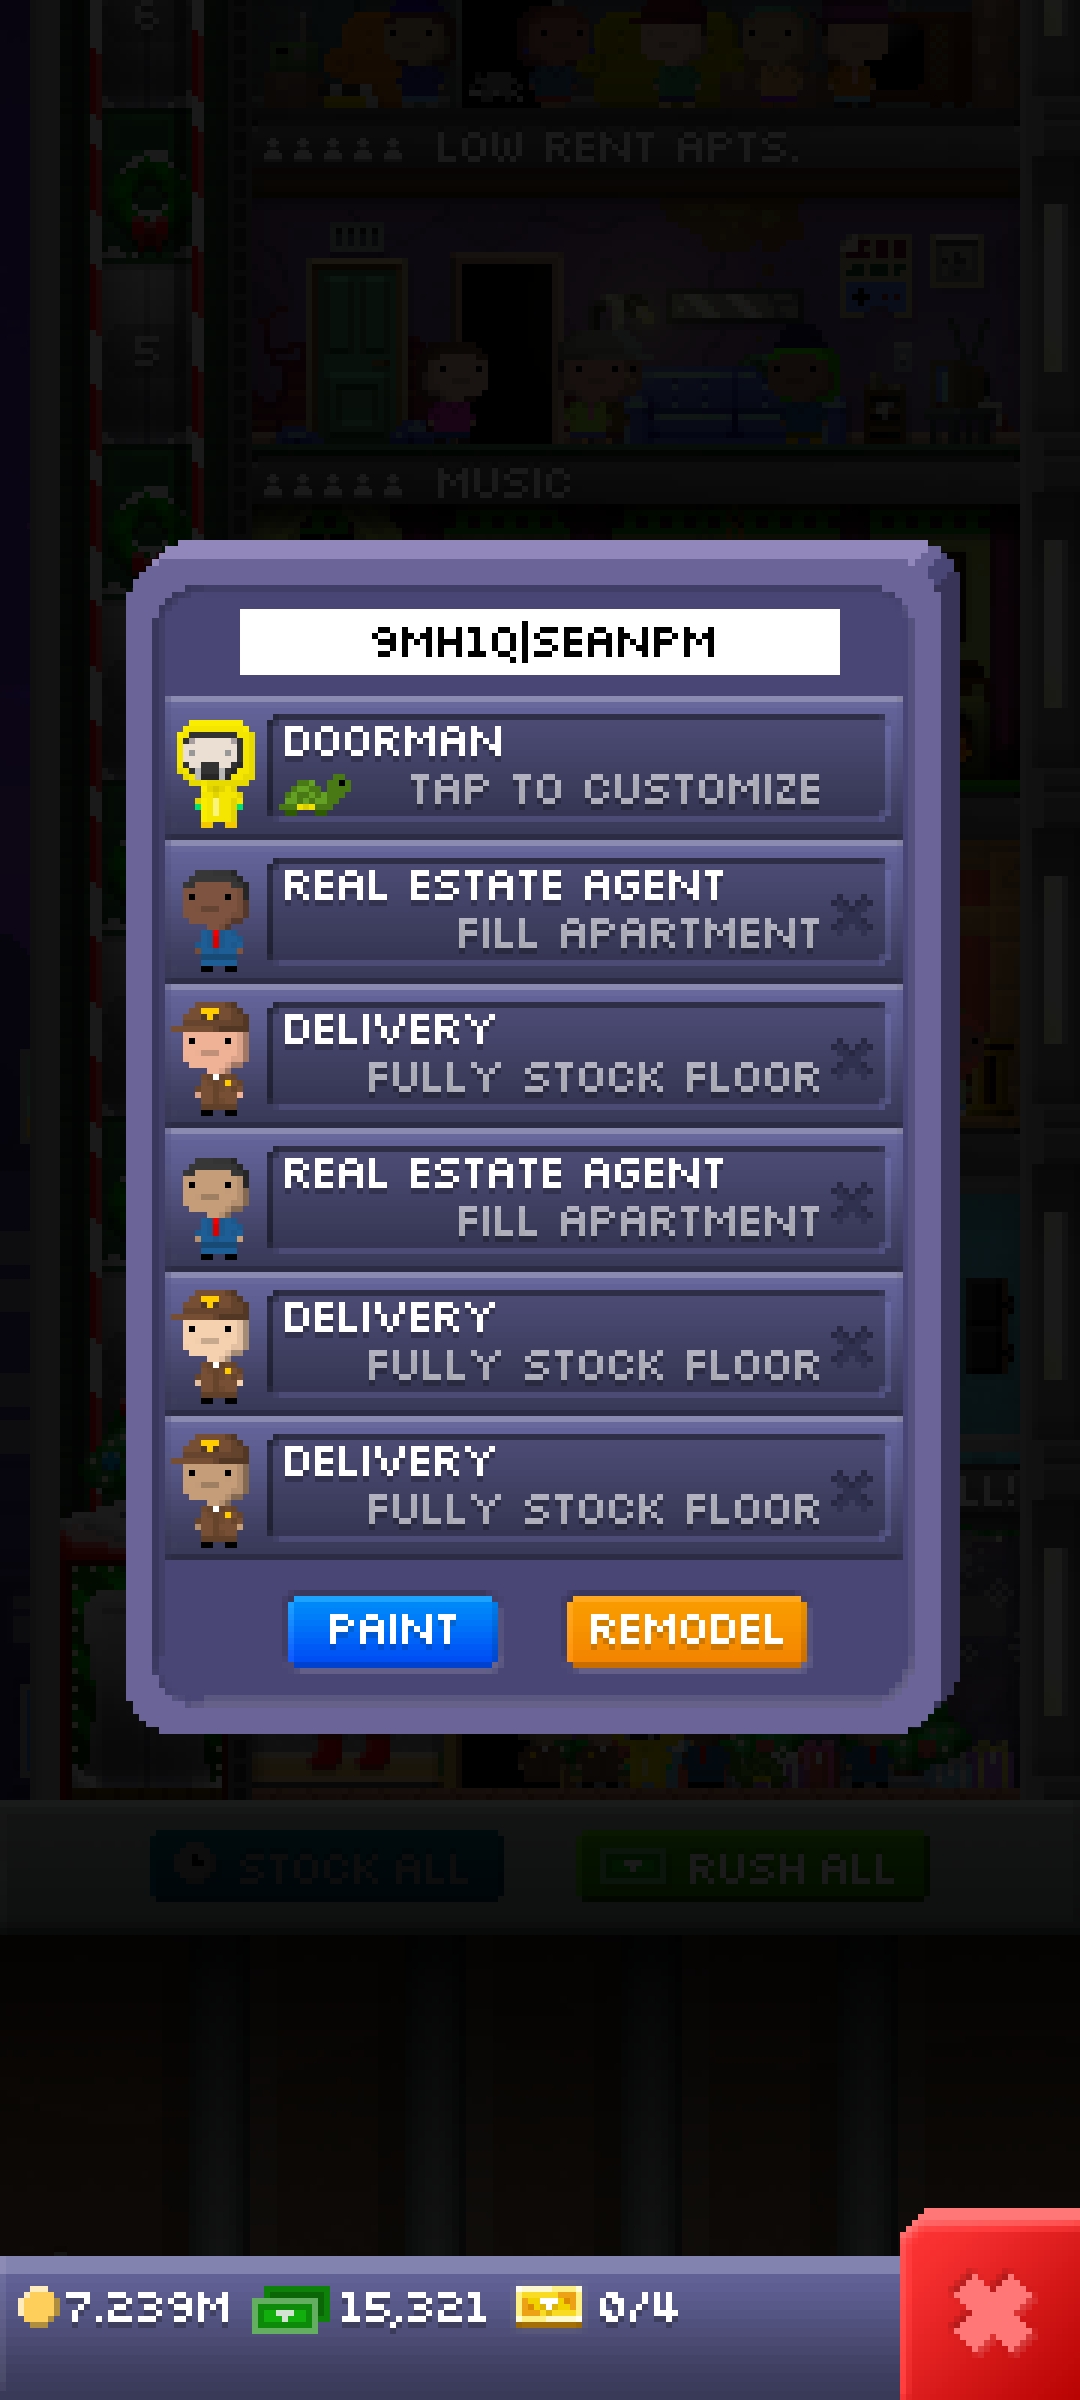 6
LOW RENT APTS.
5
MUSIC
9MH1Q|SEANPM
DOORMAN
TAP TO CUSTOMIZE
REAL ESTATE AGENT
FILL APARTMENT
DELIVERY
FULLY STOCK FLOOR
REAL ESTATE AGENT
FILL APARTMENT
DELIVERY
FULLY STOCK FLOOR
DELIVERY
FULLY STOCK FLOOR
PAINT
REMODEL
STOCK ALL
RUSH ALL
7.239M
15,321
0/4